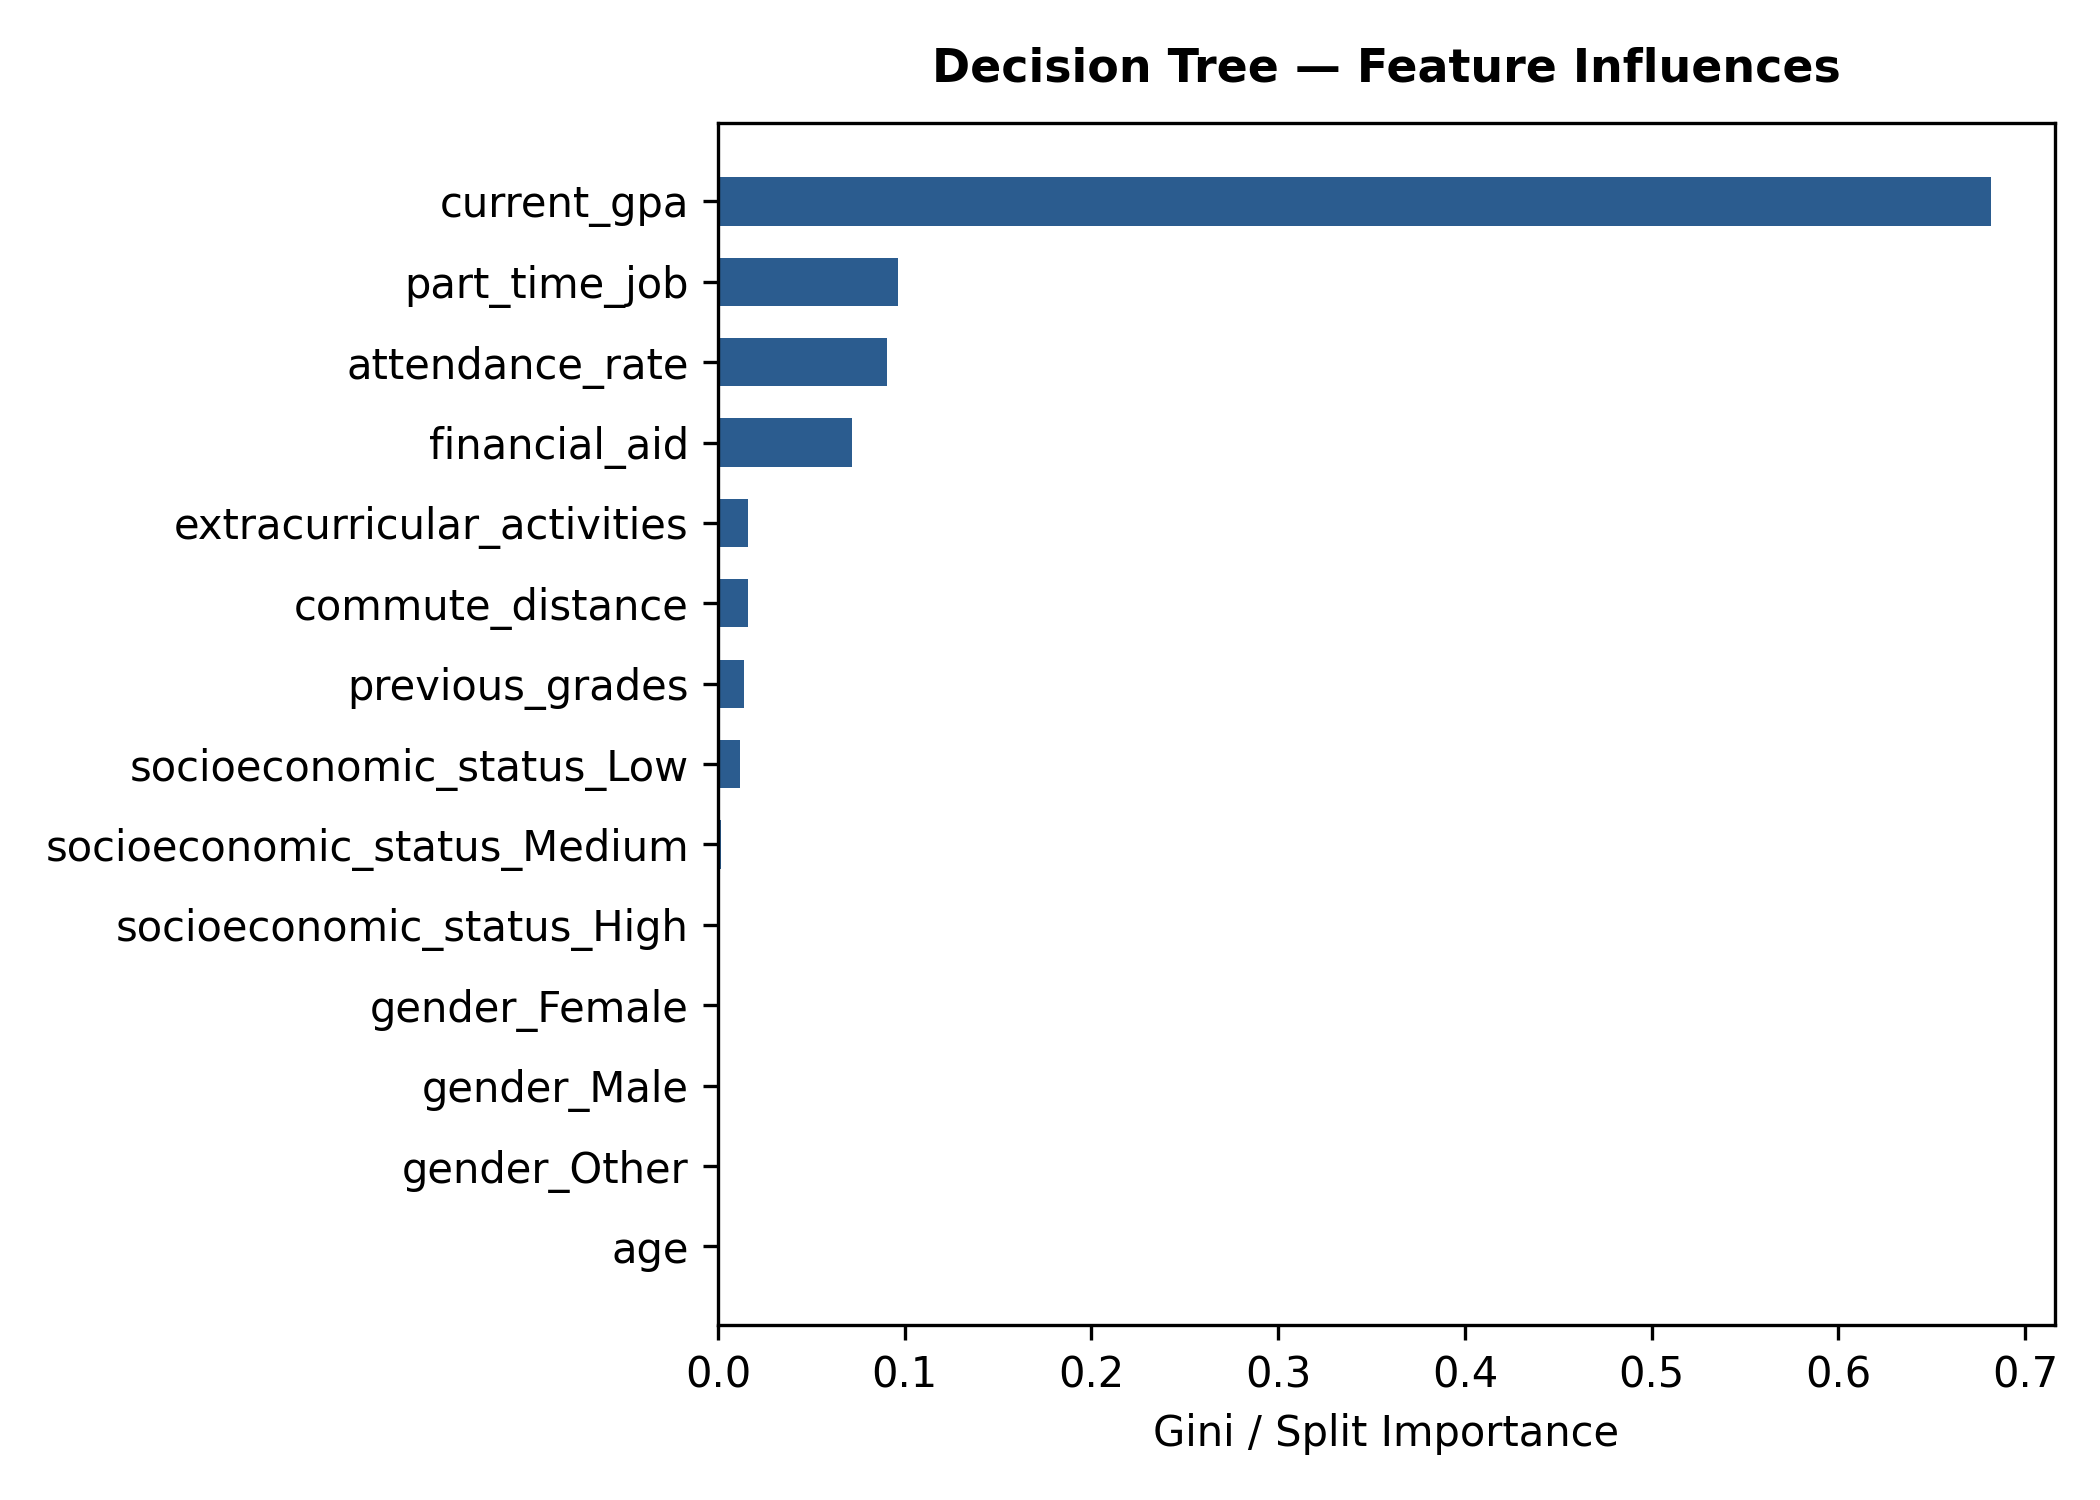 Decision Tree — Feature Influences
current_gpa
part_time_job
attendance_rate
financial_aid
extracurricular_activities
commute_distance
previous_grades
socioeconomic_status_Low
socioeconomic_status_Medium
socioeconomic_status_High
gender_Female
gender_Male
gender_Other
age
0.0 0.1 0.2 0.3 0.4 0.5 0.6 0.7
Gini / Split Importance